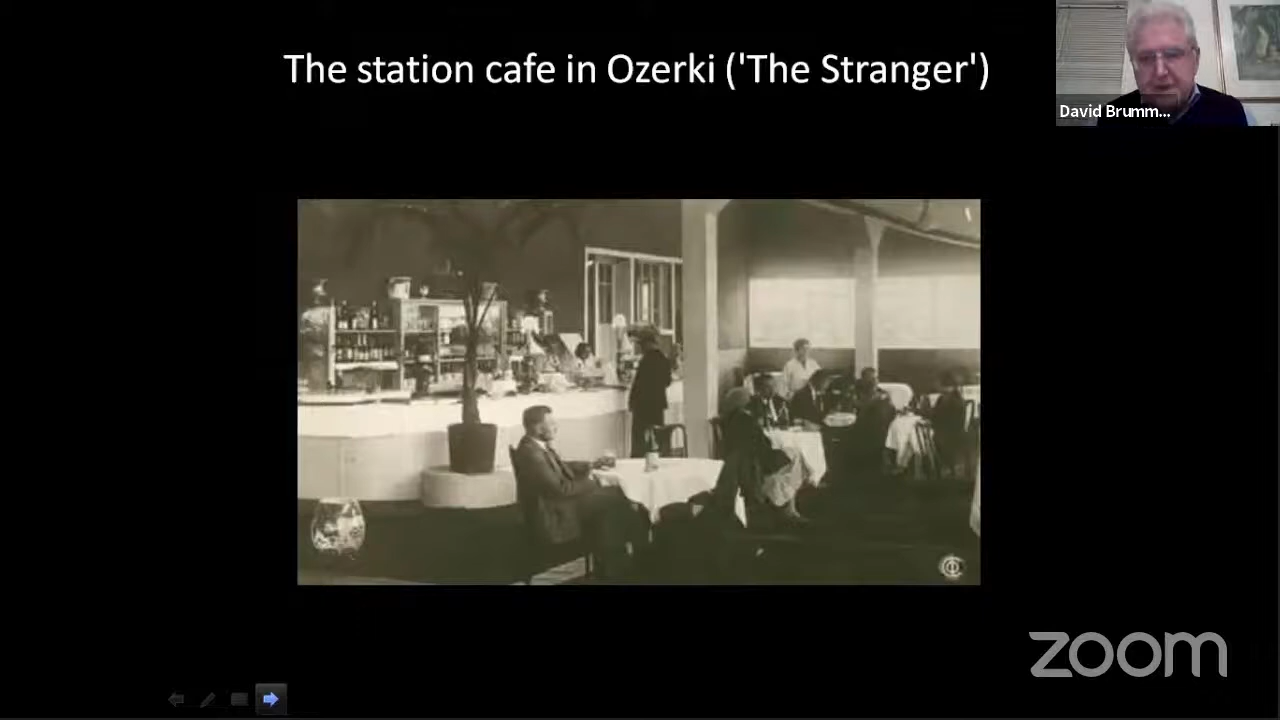 The station cafe in Ozerki ('The Stranger')
David Brumm...
zoom